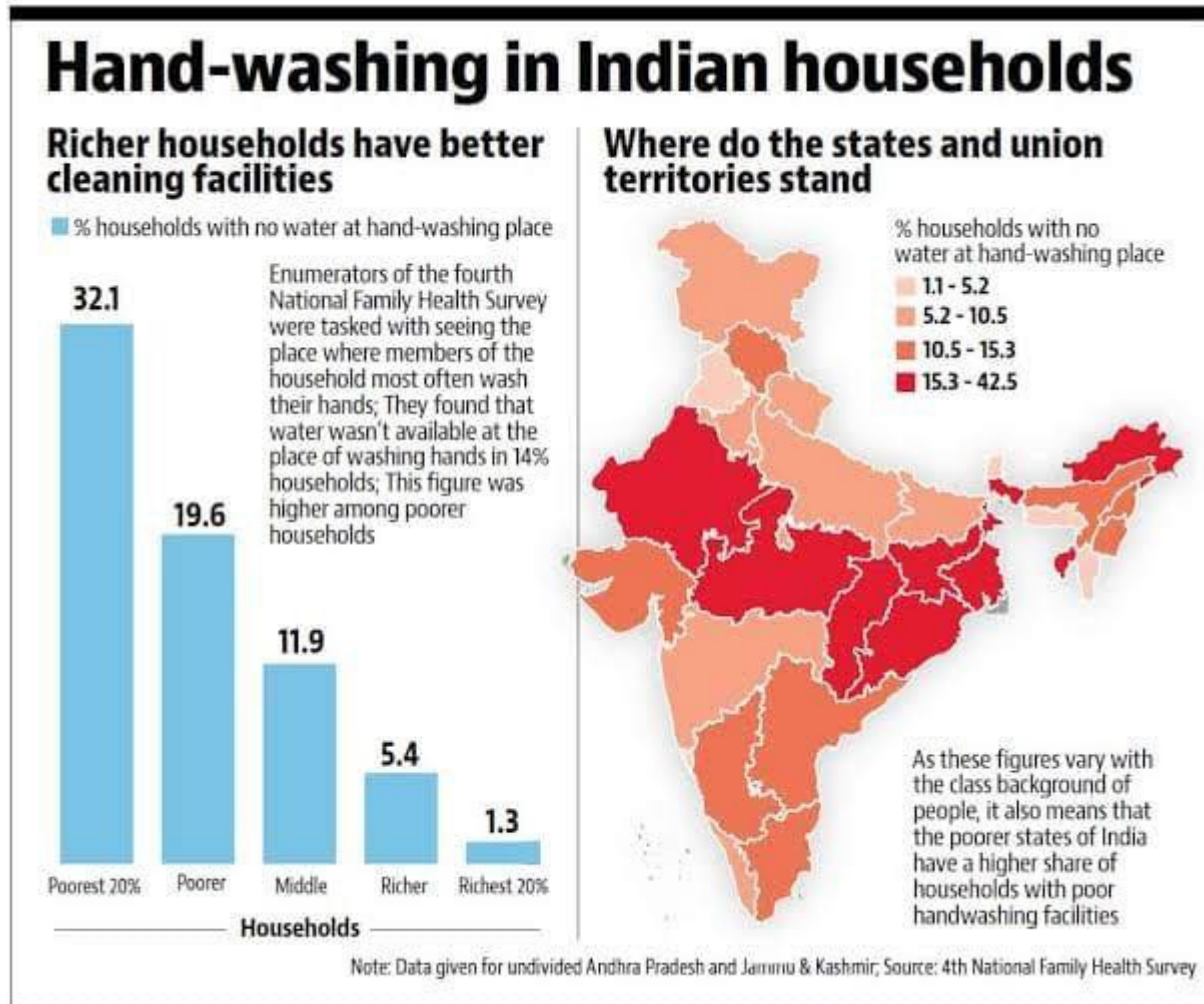 Hand-washing in Indian households
Richer households have better
cleaning facilities
% households with no water at hand-washing place
Enumerators of the fourth
National Family Health Survey
were tasked with seeing the
place where members of the
household most often wash
their hands; They found that
water wasn't available at the
place of washing hands in 14%
households; This figure was
higher among poorer
households
32.1
19.6
11.9
5.4
1.3
Poorest 20% Poorer Middle Richer Richest 20%
Households
Where do the states and union
territories stand
% households with no
water at hand-washing place
1.1 - 5.2
5.2 - 10.5
10.5 - 15.3
15.3 - 42.5
As these figures vary with
the class background of
people, it also means that
the poorer states of India
have a higher share of
households with poor
handwashing facilities
Note: Data given for undivided Andhra Pradesh and Jammu & Kashmir; Source: 4th National Family Health Survey